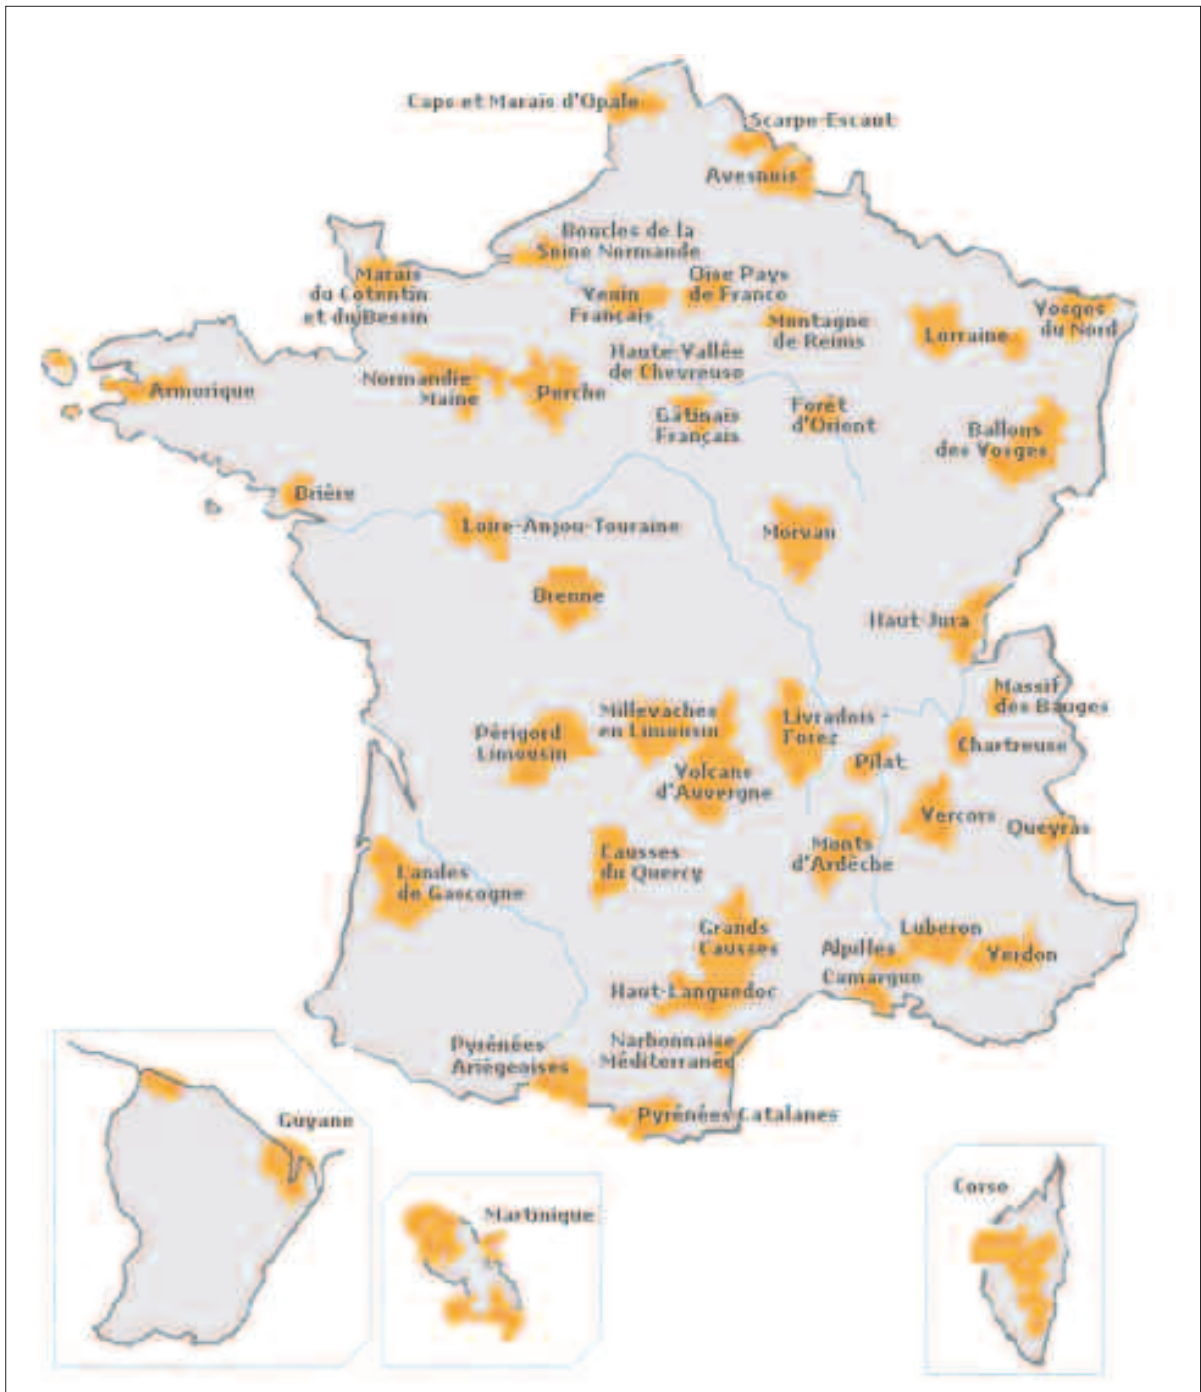 Caps et Marais d'Opale
Scarpe-Escaut
Avesnois
Boucles de la
Seine Normande
Marais
du Cotentin
et du Bessin
Vexin
Français
Oise Pays
de France
Montagne
de Reims
Lorraine
Vosges
du Nord
Haute Vallée
de Chevreuse
Armorique
Normandie-
Maine
Perche
Gâtinais
Français
Forêt
d'Orient
Ballons
des Vosges
Brière
Loire-Anjou-Touraine
Morvan
Brenne
Haut-Jura
Massif
des Bauges
Périgord
Limousin
Millevaches
en Limousin
Livradois -
Forez
Chartreuse
Pilat
Volcans
d'Auvergne
Vercors
Queyras
Causses
du Quercy
Monts
d'Ardèche
Landes
de Gascogne
Grands
Causses
Luberon
Alpilles
Verdon
Camargue
Haut-Languedoc
Pyrénées
Ariégeoises
Narbonnaise
Méditerranée
Pyrénées Catalanes
Guyane
Martinique
Corse